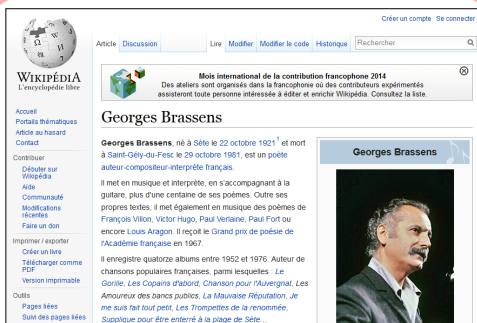 Créer un compte Se connecter
Article Discussion Lire Modifier Modifier le code Historique Rechercher
WIKIPÉDIA
L'encyclopédie libre
Mois international de la contribution francophone 2014
Des ateliers sont organisés dans la francophonie où des contributeurs expérimentés
assisteront toute personne intéressée à éditer et enrichir Wikipédia. Consultez la liste.
Accueil
Portails thématiques
Article au hasard
Contact
Contribuer
Débuter sur
Wikipédia
Aide
Communauté
Modifications
récentes
Faire un don
Imprimer / exporter
Créer un livre
Télécharger comme
PDF
Version imprimable
Outils
Pages liées
Suivi des pages liées
Georges Brassens
Georges Brassens, né à Sète le 22 octobre 1921¹ et mort
à Saint-Gély-du-Fesc le 29 octobre 1981, est un poète
auteur-compositeur-interprète français.
Il met en musique et interprète, en s'accompagnant à la
guitare, plus d'une centaine de ses poèmes. Outre ses
propres textes, il met également en musique des poèmes de
François Villon, Victor Hugo, Paul Verlaine, Paul Fort ou
encore Louis Aragon. Il reçoit le Grand prix de poésie de
l'Académie française en 1967.
Il enregistre quatorze albums entre 1952 et 1976. Auteur de
chansons populaires françaises, parmi lesquelles : Le
Gorille, Les Copains d'abord, Chanson pour l'Auvergnat, Les
Amoureux des bancs publics, La Mauvaise Réputation, Je
me suis fait tout petit, Les Trompettes de la renommée,
Supplique pour être enterré à la plage de Sète...
Georges Brassens